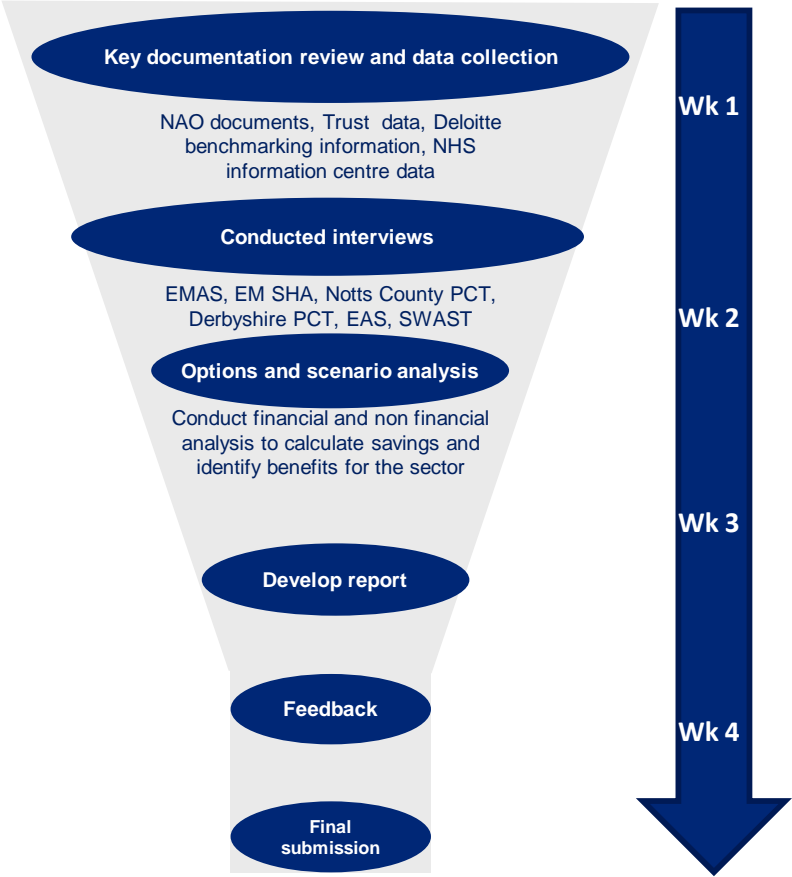 Key documentation review and data collection
Wk 1
NAO documents, Trust data, Deloitte
benchmarking information, NHS
information centre data
Conducted interviews
EMAS, EM SHA, Notts County PCT,
Derbyshire PCT, EAS, SWAST
Wk 2
Options and scenario analysis
Conduct financial and non financial
analysis to calculate savings and
identify benefits for the sector
Wk 3
Develop report
Feedback
Wk 4
Final
submission